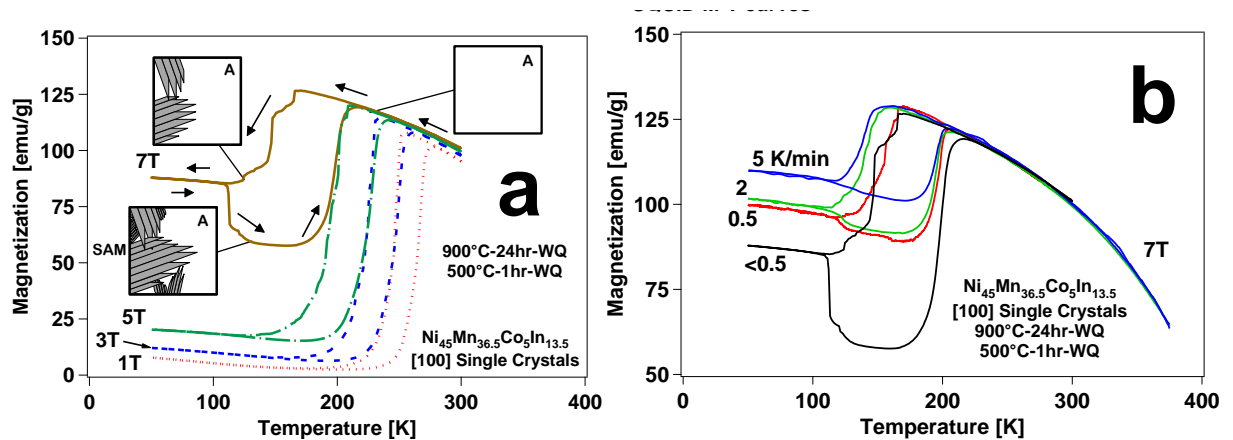 150
125
100
75
50
25
0
Magnetization [emu/g]
0
100
200
300
400
Temperature [K]
A
A
A
7T
SAM
5T
3T
1T
a
900°C-24hr-WQ
500°C-1hr-WQ
Ni45Mn36.5Co5In13.5
[100] Single Crystals
150
125
100
75
50
Magnetization [emu/g]
0
100
200
300
400
Temperature [K]
b
5 K/min
2
0.5
<0.5
7T
Ni45Mn36.5Co5In13.5
[100] Single Crystals
900°C-24hr-WQ
500°C-1hr-WQ